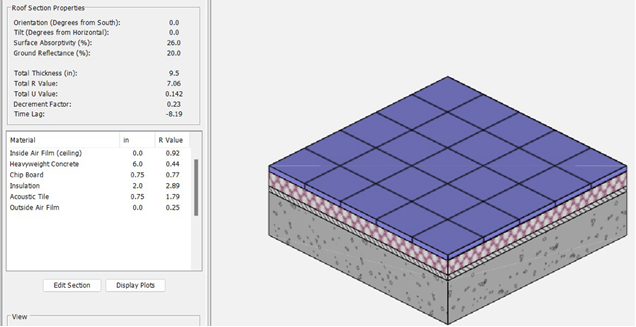 Roof Section Properties
Orientation (Degrees from South): 0.0
Tilt (Degrees from Horizontal): 0.0
Surface Absorptivity (%): 26.0
Ground Reflectance (%): 20.0
Total Thickness (in): 9.5
Total R Value: 7.06
Total U Value: 0.142
Decrement Factor: 0.23
Time Lag: -8.19
Material in R Value
Inside Air Film (ceiling) 0.0 0.92
Heavyweight Concrete 6.0 0.44
Chip Board 0.75 0.77
Insulation 2.0 2.89
Acoustic Tile 0.75 1.79
Outside Air Film 0.0 0.25
Edit Section Display Plots
View